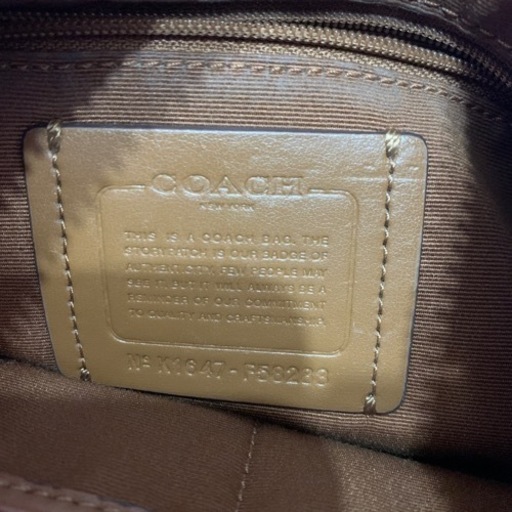 COACH
NEW YORK
THIS IS A COACH BAG. THE
STORYPATCH IS OUR BADGE OF
AUTHENTICITY. FEW PEOPLE MAY
SEE IT, BUT IT WILL ALWAYS BE A
REMINDER OF OUR COMMITMENT
TO QUALITY AND CRAFTSMANSHIP.
Nº K1647-F58283